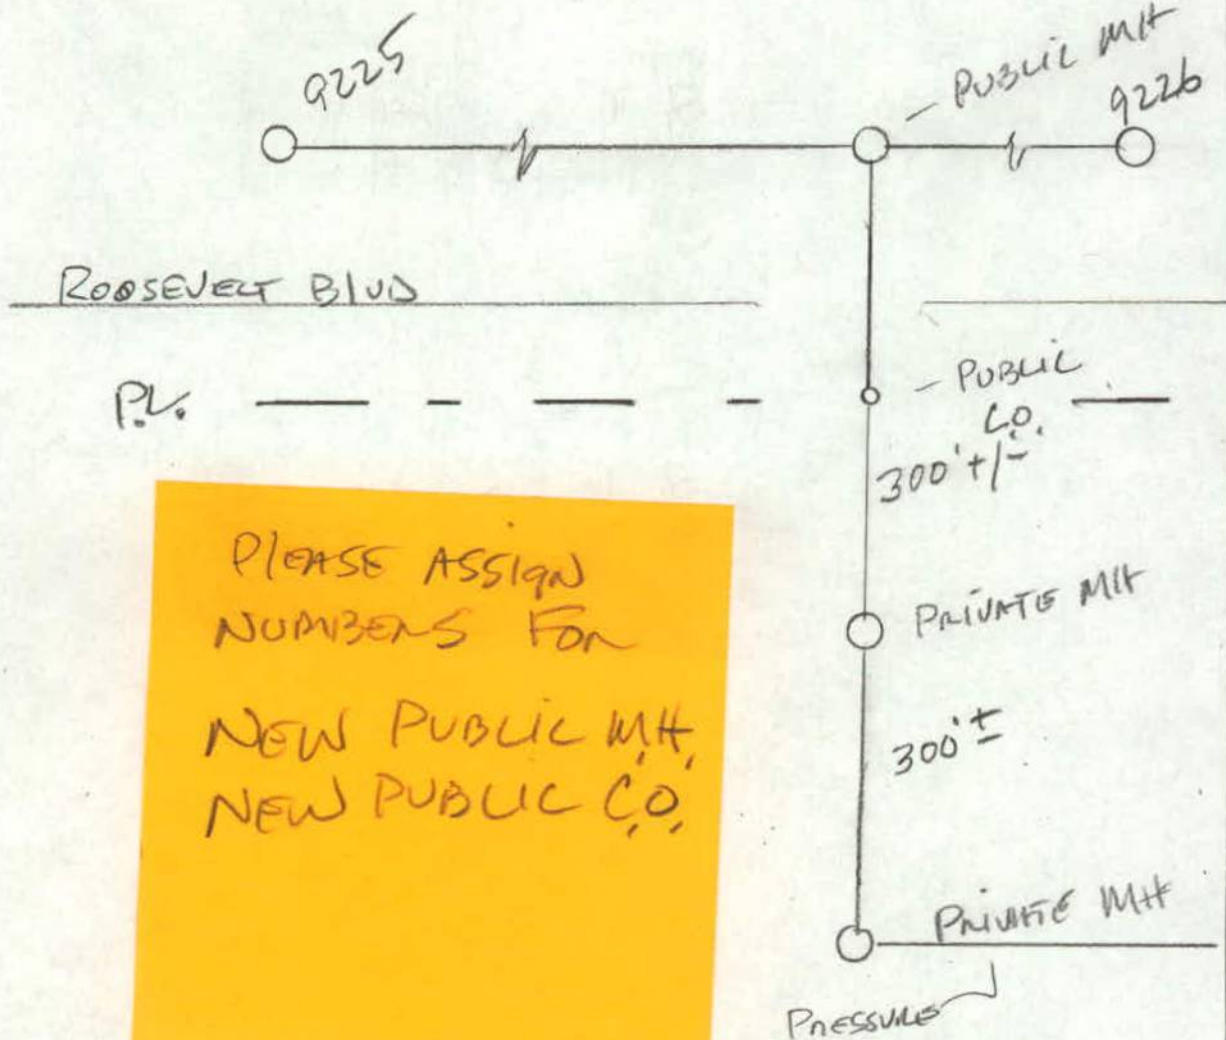 9225
PUBLIC MH
9226
ROOSEVELT BLVD
P.L.
PUBLIC
C.O.
300'+/-
PLEASE ASSIGN
NUMBERS FOR
NEW PUBLIC M.H.
NEW PUBLIC C.O.
PRIVATE MH
300'±
PRIVATE MH
PRESSURE